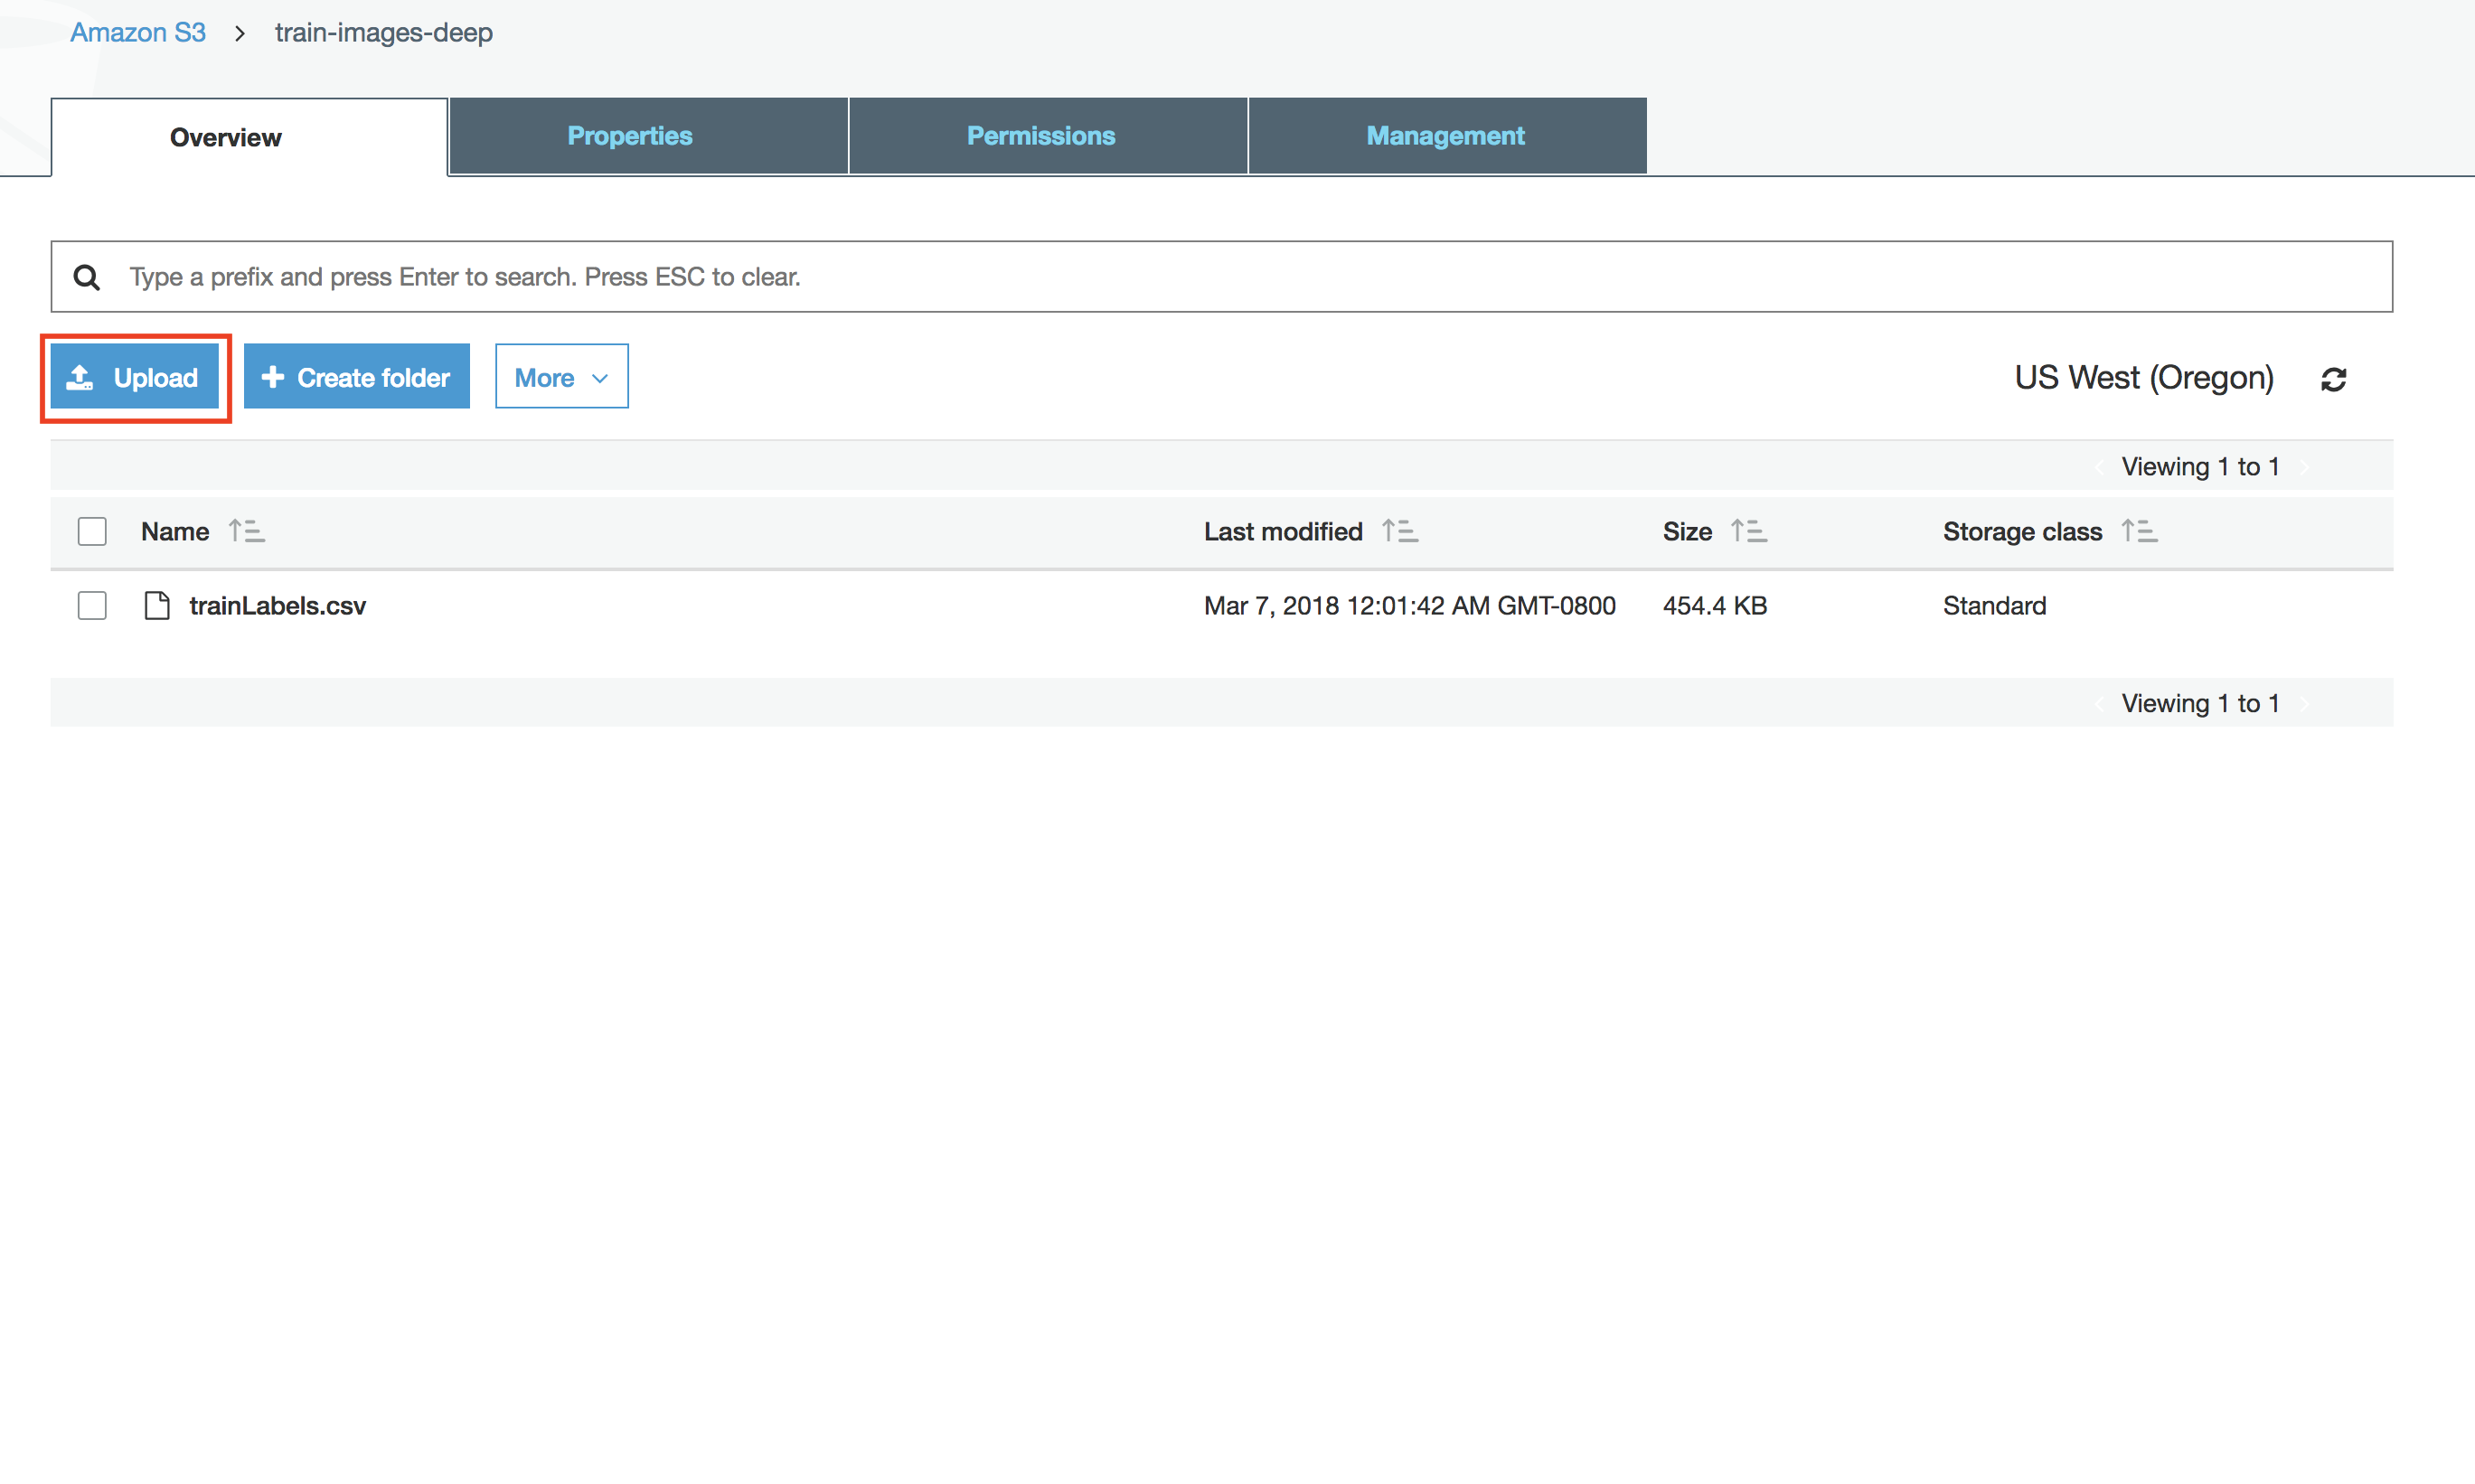 Amazon S3 > train-images-deep
Overview Properties Permissions Management
Type a prefix and press Enter to search. Press ESC to clear.
Upload Create folder More US West (Oregon)
Viewing 1 to 1
Name Last modified Size Storage class
trainLabels.csv Mar 7, 2018 12:01:42 AM GMT-0800 454.4 KB Standard
Viewing 1 to 1